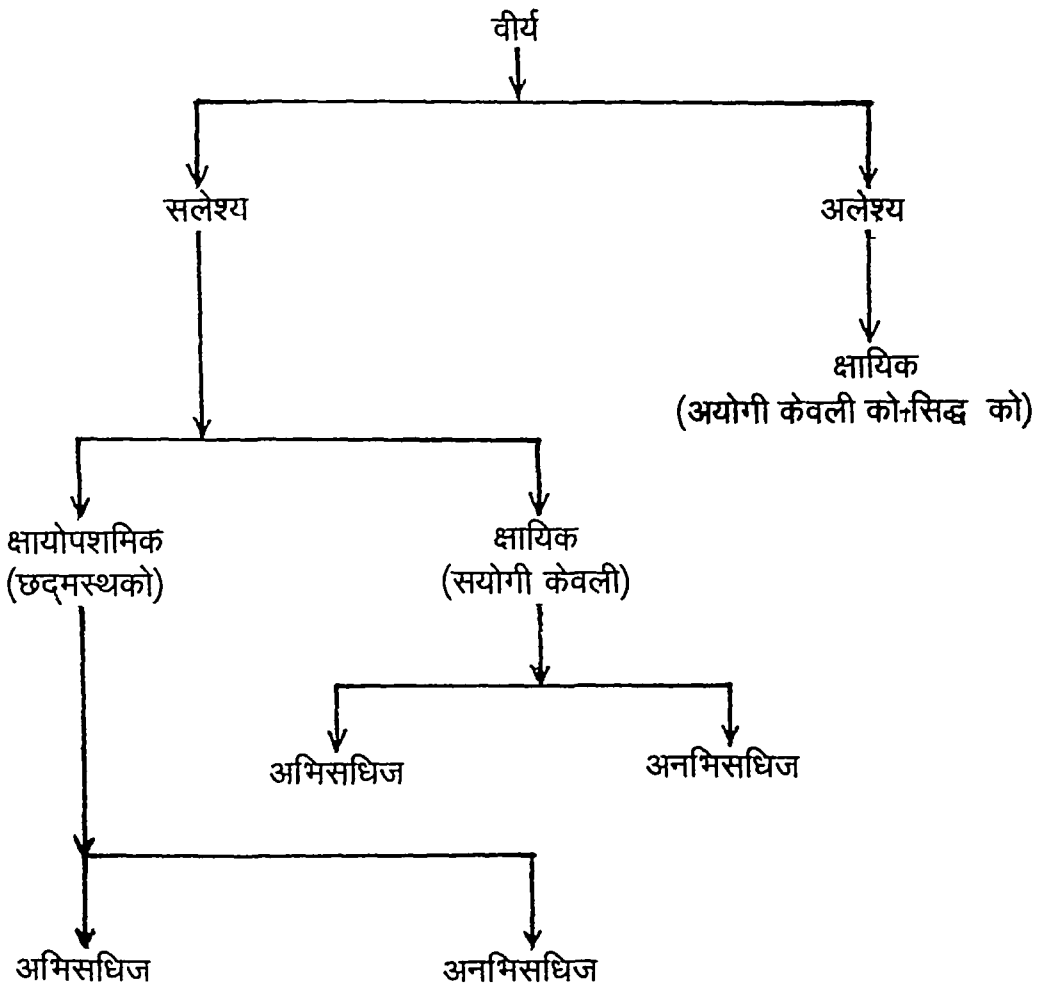 वीर्य
सलेश्य
अलेश्य
क्षायिक
(अयोगी केवली को-सिद्ध को)
क्षायोपशमिक
(छद्मस्थको)
क्षायिक
(सयोगी केवली)
अभिसधिज
अनभिसधिज
अभिसधिज
अनभिसधिज